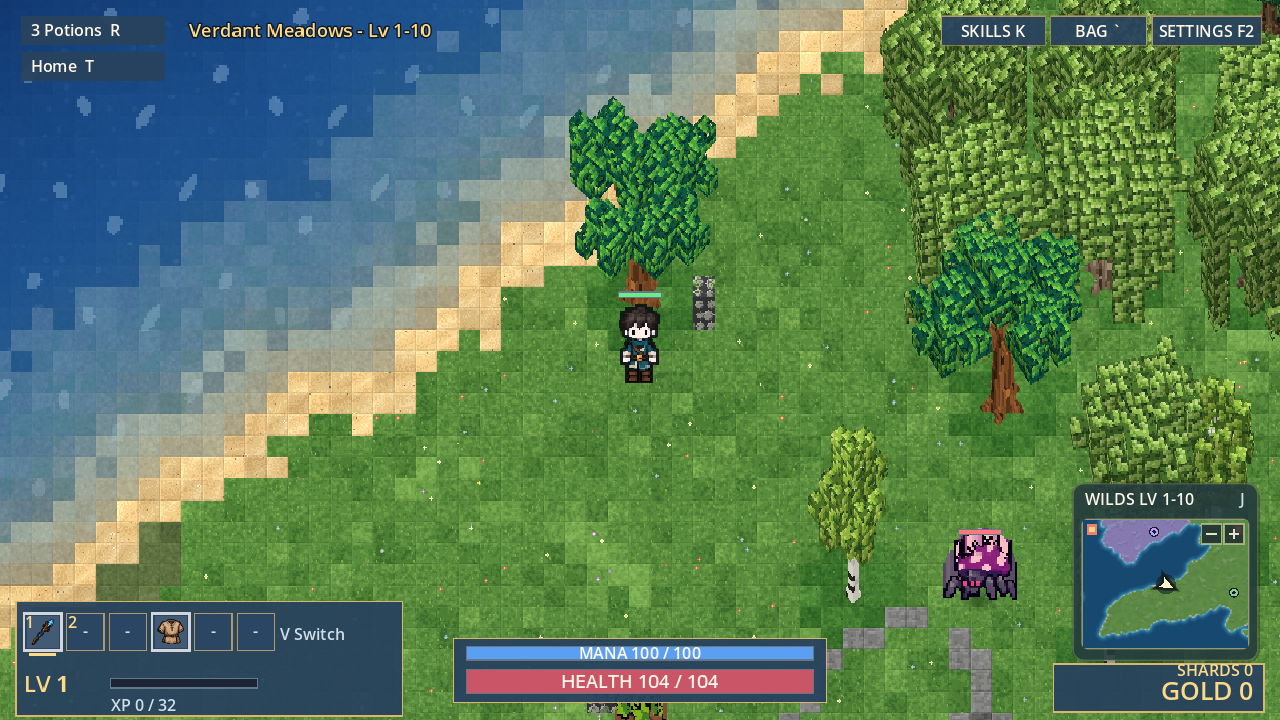 3 Potions R
Verdant Meadows - Lv 1-10
SKILLS K
BAG `
SETTINGS F2
Home T
WILDS LV 1-10 J
− +
1 2
- - - -
V Switch
LV 1
XP 0 / 32
MANA 100 / 100
HEALTH 104 / 104
SHARDS 0
GOLD 0